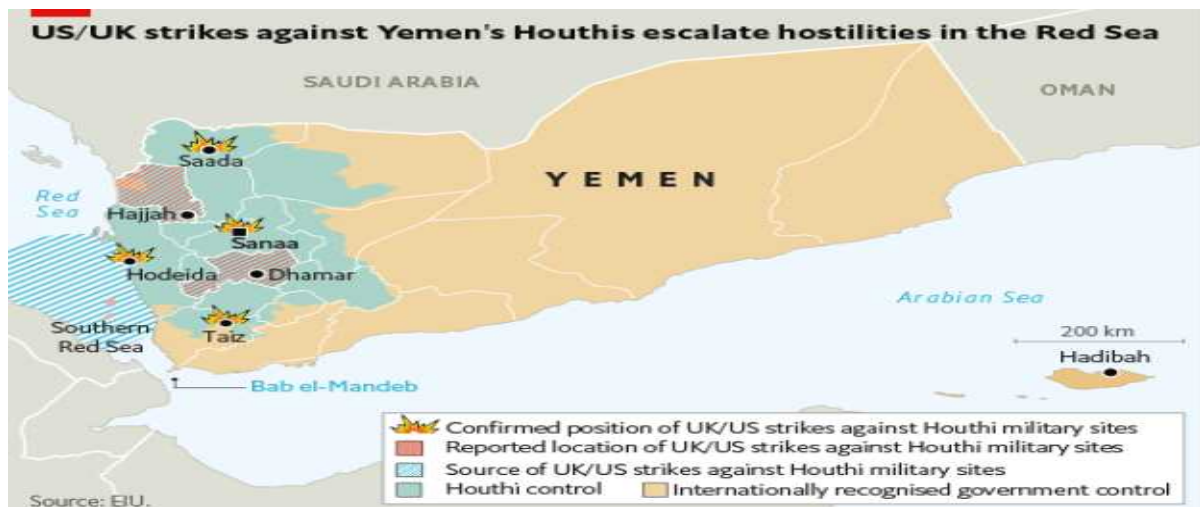 US/UK strikes against Yemen's Houthis escalate hostilities in the Red Sea
SAUDI ARABIA
OMAN
Saada
YEMEN
Red
Sea
Hajjah
Sanaa
Hodeida
Dhamar
Arabian Sea
Southern
Red Sea
Taiz
200 km
Hadibah
Bab el-Mandeb
Confirmed position of UK/US strikes against Houthi military sites
Reported location of UK/US strikes against Houthi military sites
Source of UK/US strikes against Houthi military sites
Houthi control Internationally recognised government control
Source: EIU.